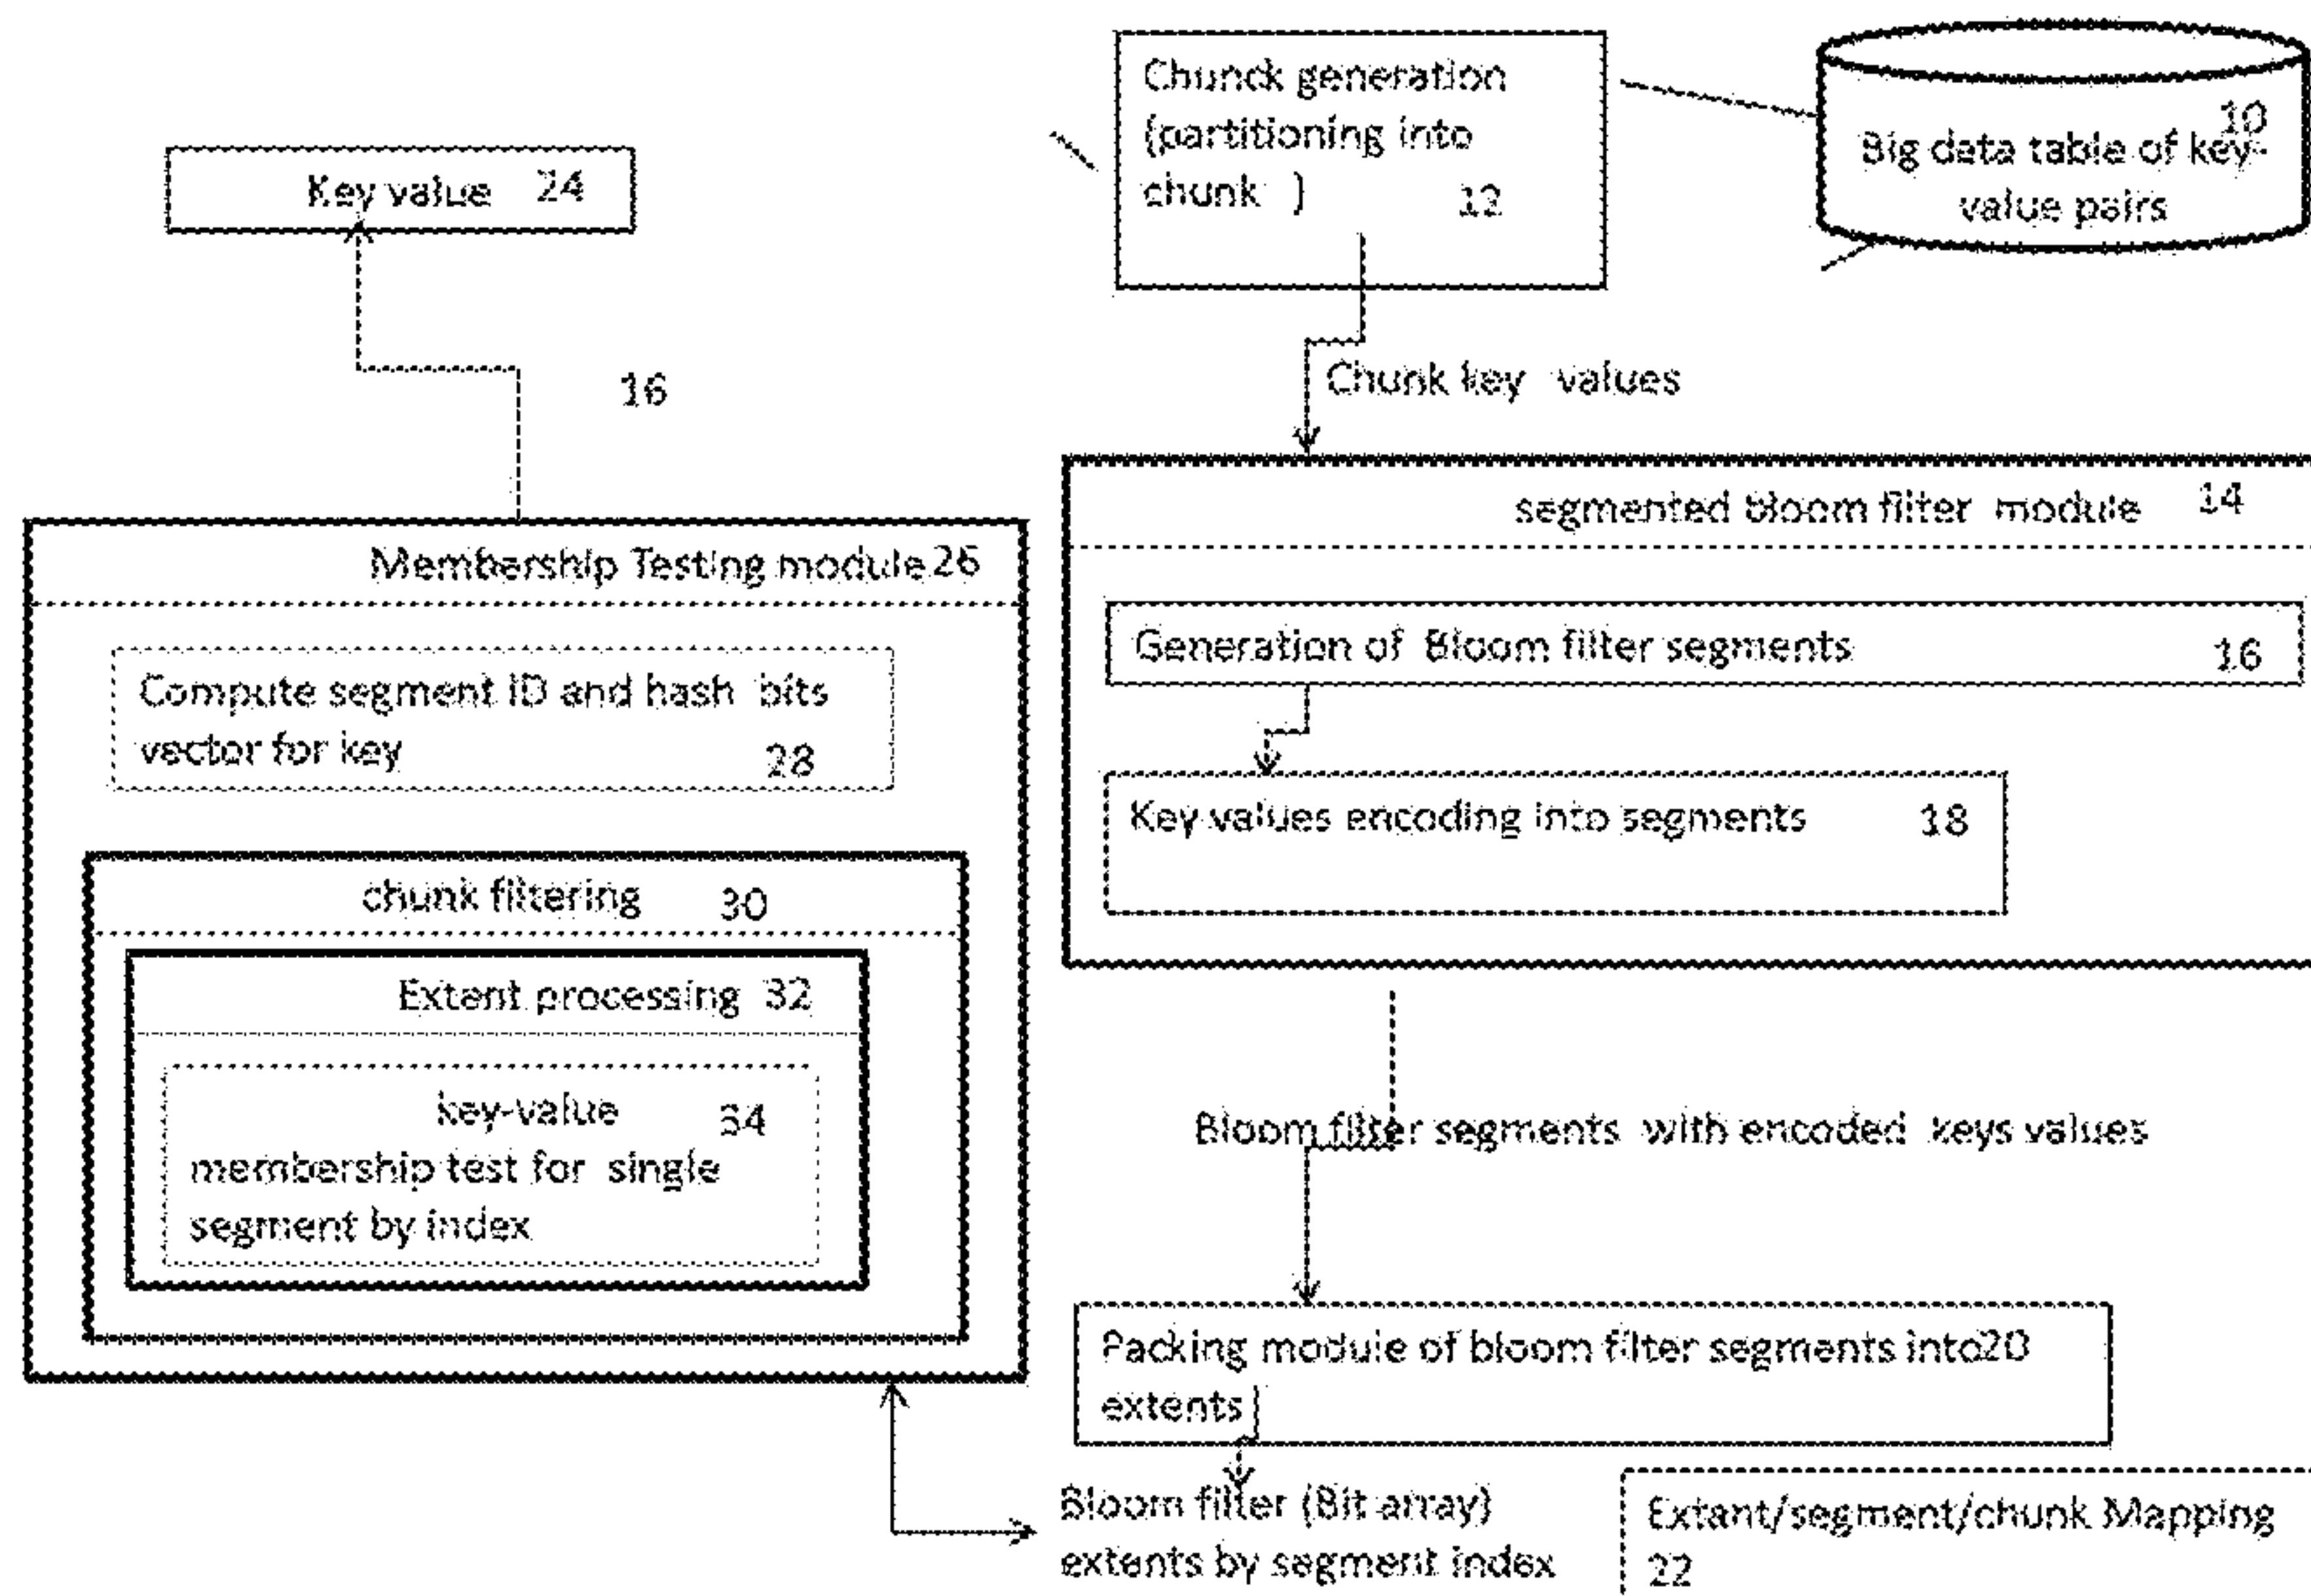 Chunck generation
(partitioning into
chunk )
12
10
Big data table of key-
value pairs
Key value 24
16
Chunk key values
segmented bloom filter module 14
Generation of Bloom filter segments 16
Key values encoding into segments 18
Bloom filter segments with encoded keys values
Packing module of bloom filter segments into20
extents
Membership Testing module26
Compute segment ID and hash bits
vector for key 28
chunk filtering 30
Extent processing 32
key-value 34
membership test for single
segment by index
Bloom filter (Bit array)
extents by segment index
Extant/segment/chunk Mapping
22